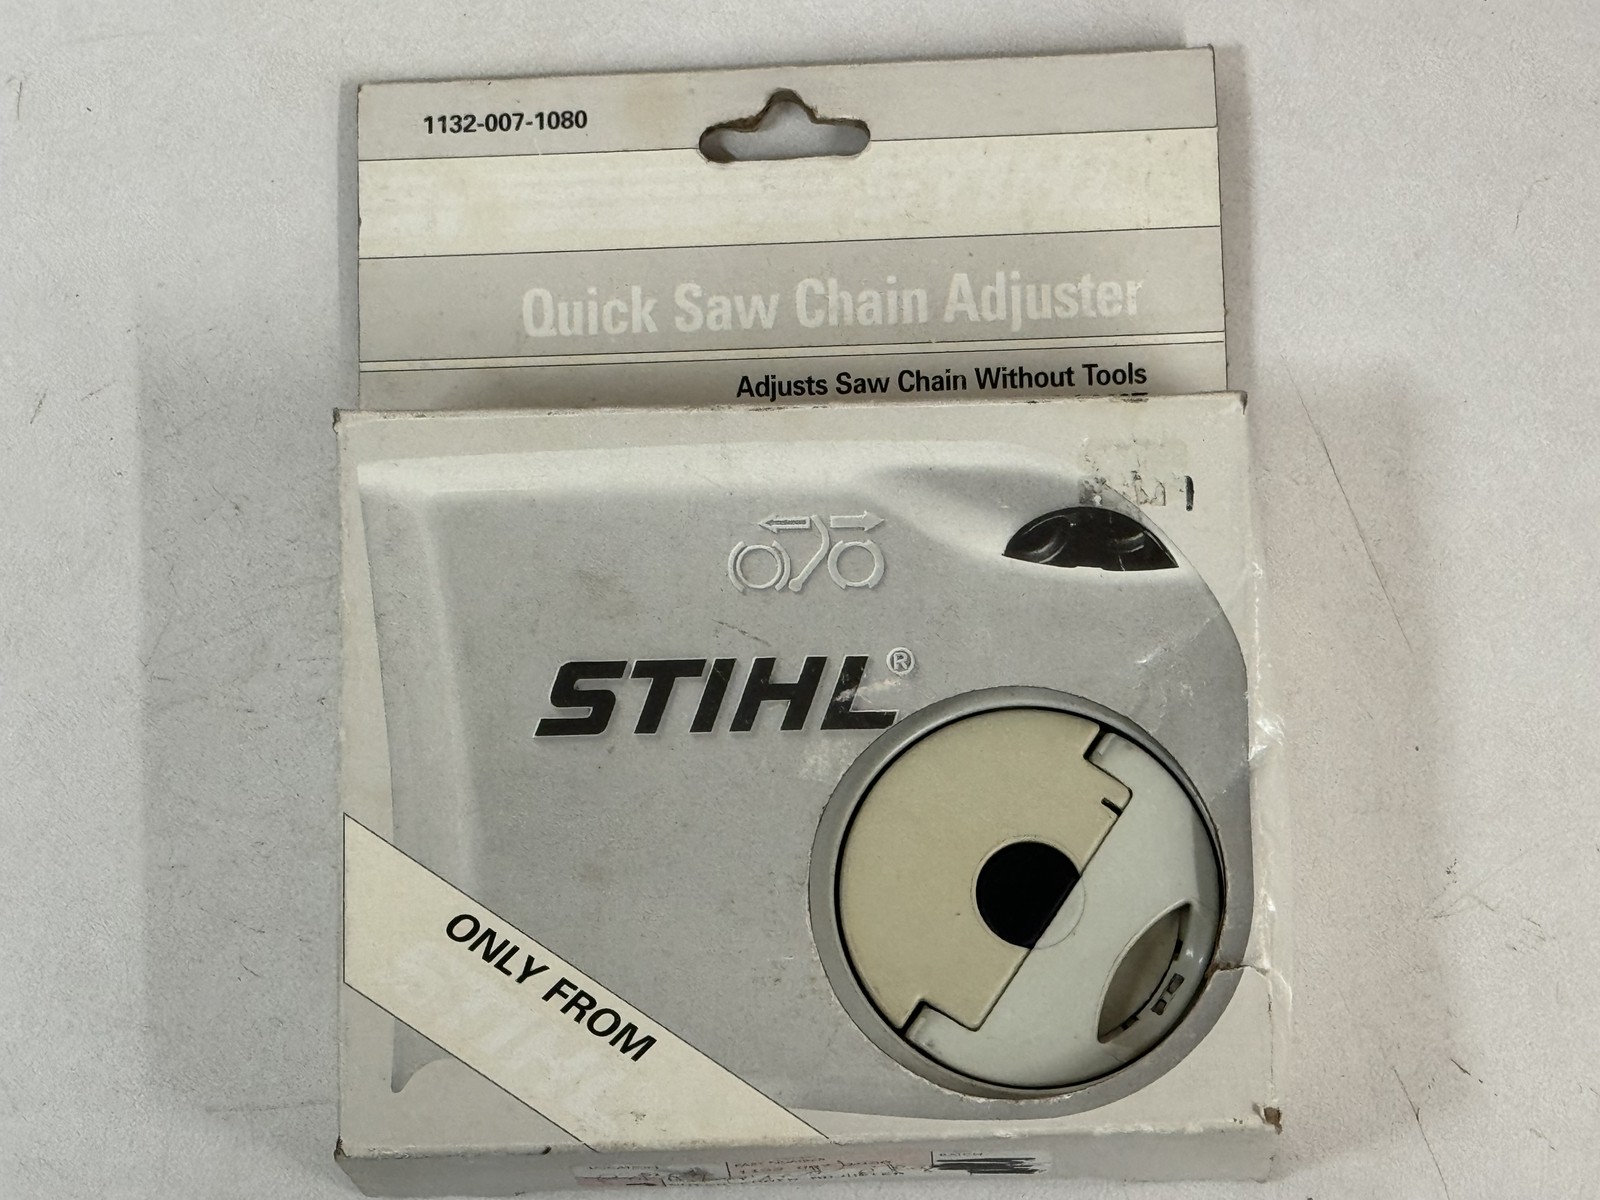 1132-007-1080
Quick Saw Chain Adjuster
Adjusts Saw Chain Without Tools
STIHL®
ONLY FROM